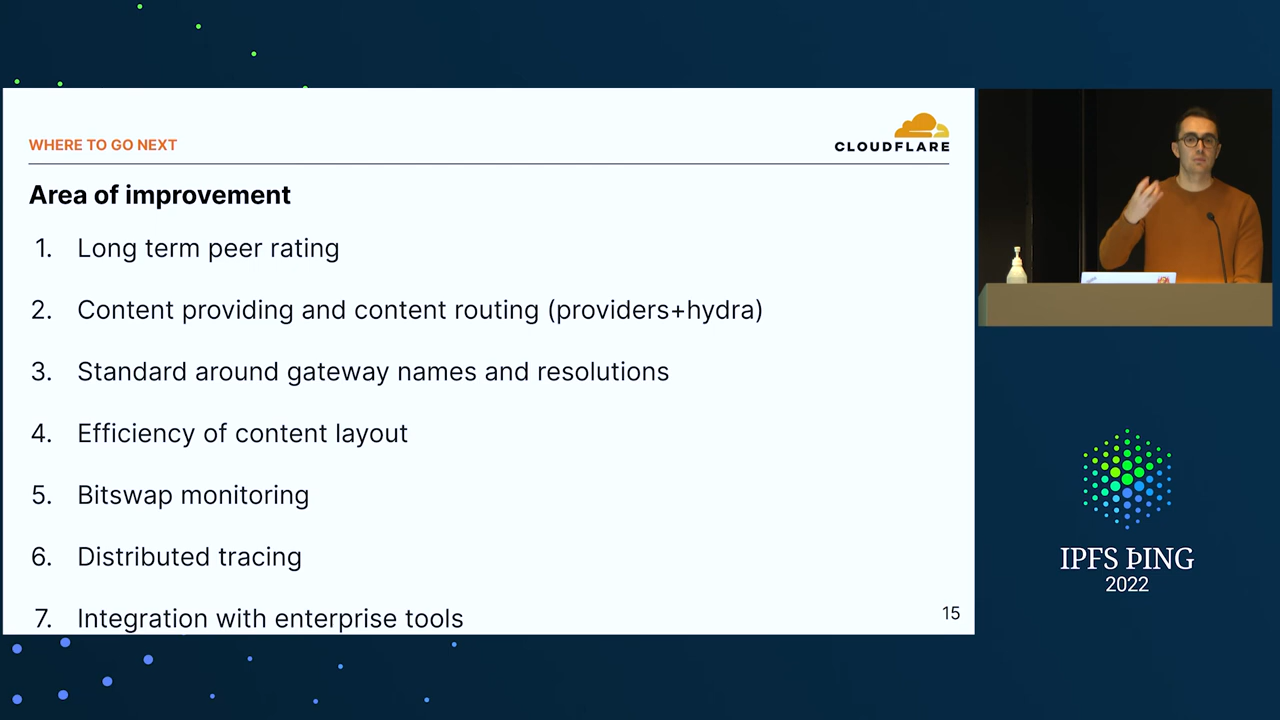 WHERE TO GO NEXT
CLOUDFLARE
Area of improvement
1. Long term peer rating
2. Content providing and content routing (providers+hydra)
3. Standard around gateway names and resolutions
4. Efficiency of content layout
5. Bitswap monitoring
6. Distributed tracing
7. Integration with enterprise tools
15
IPFS ÞING
2022